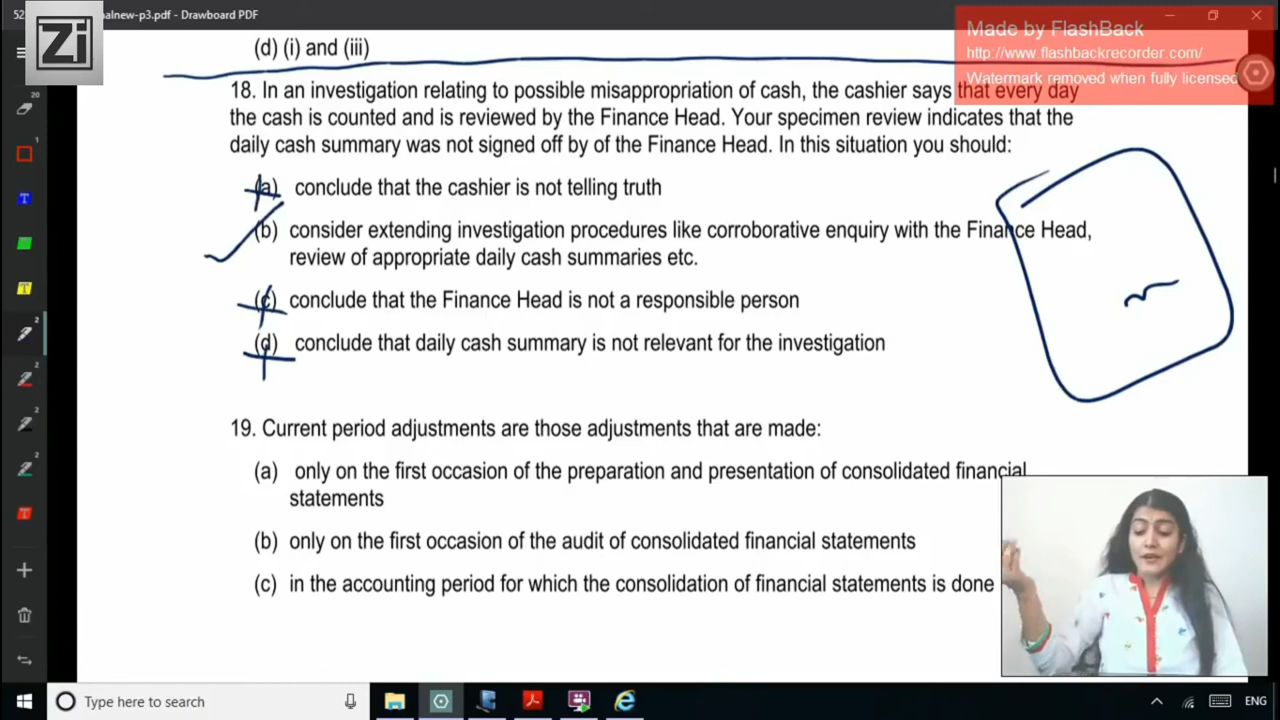 52
alnew-p3.pdf - Drawboard PDF
Zi
Made by FlashBack
http://www.flashbackrecorder.com/
Watermark removed when fully licensed
(d) (i) and (iii)
18. In an investigation relating to possible misappropriation of cash, the cashier says that every day
the cash is counted and is reviewed by the Finance Head. Your specimen review indicates that the
daily cash summary was not signed off by of the Finance Head. In this situation you should:
(a) conclude that the cashier is not telling truth
(b) consider extending investigation procedures like corroborative enquiry with the Finance Head,
review of appropriate daily cash summaries etc.
(c) conclude that the Finance Head is not a responsible person
(d) conclude that daily cash summary is not relevant for the investigation
19. Current period adjustments are those adjustments that are made:
(a) only on the first occasion of the preparation and presentation of consolidated financial
statements
(b) only on the first occasion of the audit of consolidated financial statements
(c) in the accounting period for which the consolidation of financial statements is done
20
1
T
T
2
2
2
2
T
Type here to search
ENG